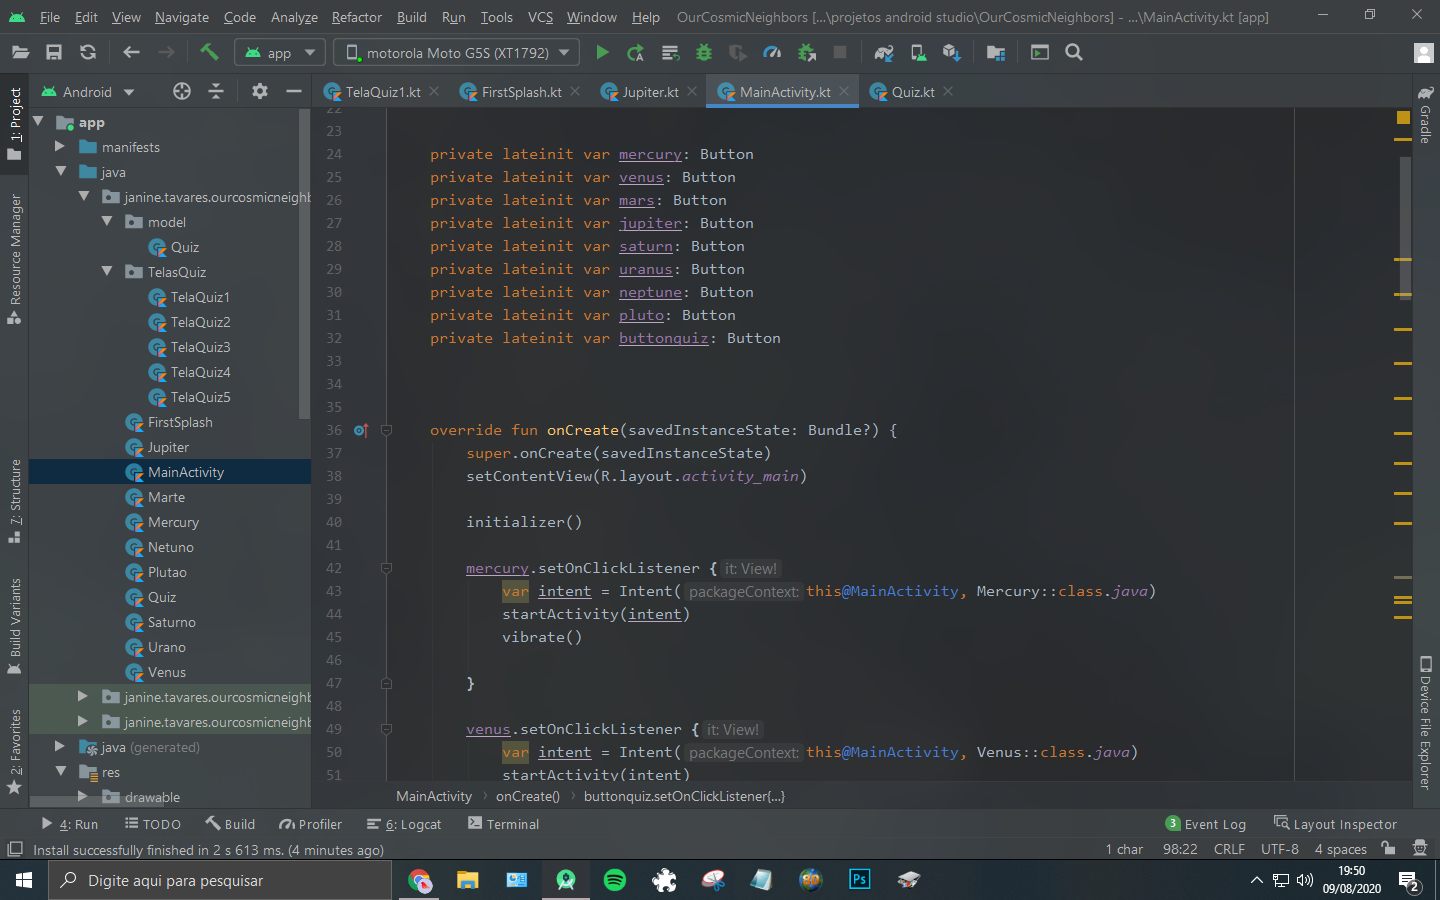 File Edit View Navigate Code Analyze Refactor Build Run Tools VCS Window Help OurCosmicNeighbors [...\projetos android studio\OurCosmicNeighbors] - ...\MainActivity.kt [app]
app motorola Moto G5S (XT1792)
Android TelaQuiz1.kt FirstSplash.kt Jupiter.kt MainActivity.kt Quiz.kt
1: Project
Resource Manager
7: Structure
Build Variants
2: Favorites
app
manifests
java
janine.tavares.ourcosmicneighb
model
Quiz
TelasQuiz
TelaQuiz1
TelaQuiz2
TelaQuiz3
TelaQuiz4
TelaQuiz5
FirstSplash
Jupiter
MainActivity
Marte
Mercury
Netuno
Plutao
Quiz
Saturno
Urano
Venus
janine.tavares.ourcosmicneighb
janine.tavares.ourcosmicneighb
java (generated)
res
drawable
22
23
24 private lateinit var mercury: Button
25 private lateinit var venus: Button
26 private lateinit var mars: Button
27 private lateinit var jupiter: Button
28 private lateinit var saturn: Button
29 private lateinit var uranus: Button
30 private lateinit var neptune: Button
31 private lateinit var pluto: Button
32 private lateinit var buttonquiz: Button
33
34
35
36 override fun onCreate(savedInstanceState: Bundle?) {
37 super.onCreate(savedInstanceState)
38 setContentView(R.layout.activity_main)
39
40 initializer()
41
42 mercury.setOnClickListener { it: View!
43 var intent = Intent( packageContext: this@MainActivity, Mercury::class.java)
44 startActivity(intent)
45 vibrate()
46
47 }
48
49 venus.setOnClickListener { it: View!
50 var intent = Intent( packageContext: this@MainActivity, Venus::class.java)
51 startActivity(intent)
Gradle
Device File Explorer
MainActivity › onCreate() › buttonquiz.setOnClickListener{...}
4: Run TODO Build Profiler 6: Logcat Terminal 3 Event Log Layout Inspector
Install successfully finished in 2 s 613 ms. (4 minutes ago) 1 char 98:22 CRLF UTF-8 4 spaces
Digite aqui para pesquisar Ps 19:50
09/08/2020 2